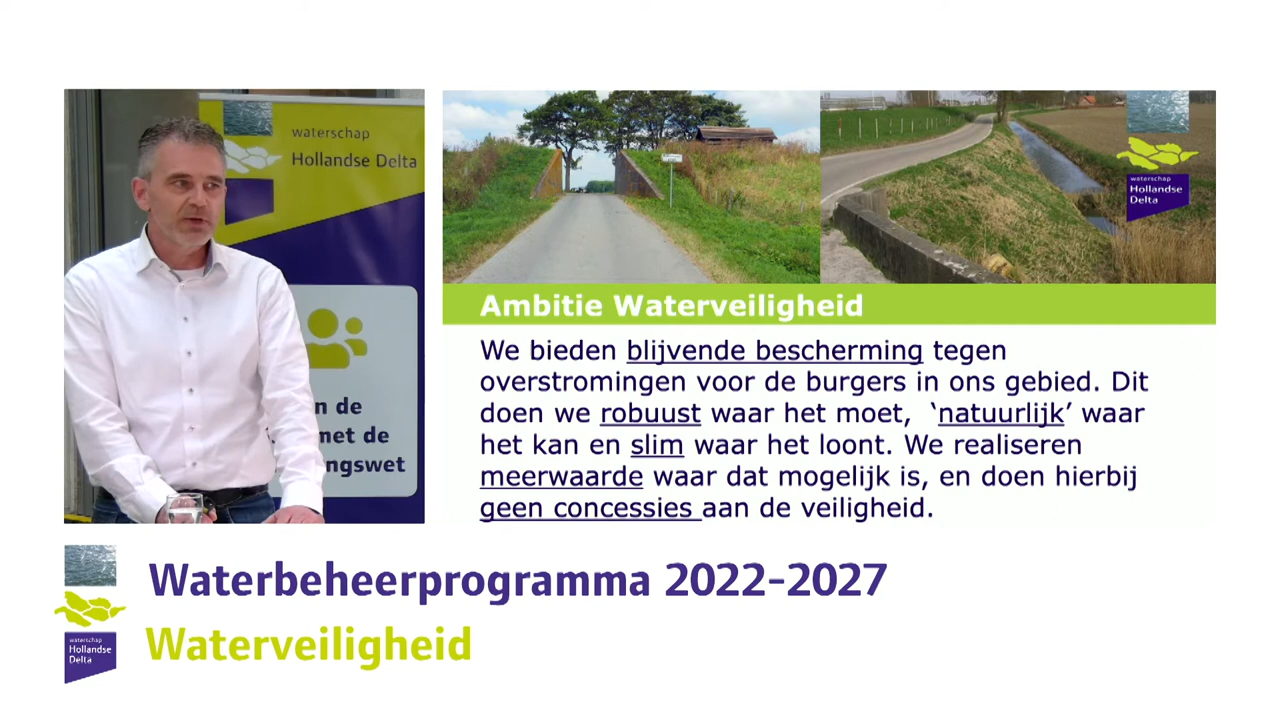 waterschap
Hollandse Delta
n de
met de
ngswet
waterschap
Hollandse
Delta
Ambitie Waterveiligheid
We bieden blijvende bescherming tegen
overstromingen voor de burgers in ons gebied. Dit
doen we robuust waar het moet, ‘natuurlijk’ waar
het kan en slim waar het loont. We realiseren
meerwaarde waar dat mogelijk is, en doen hierbij
geen concessies aan de veiligheid.
waterschap
Hollandse
Delta
Waterbeheerprogramma 2022-2027
Waterveiligheid